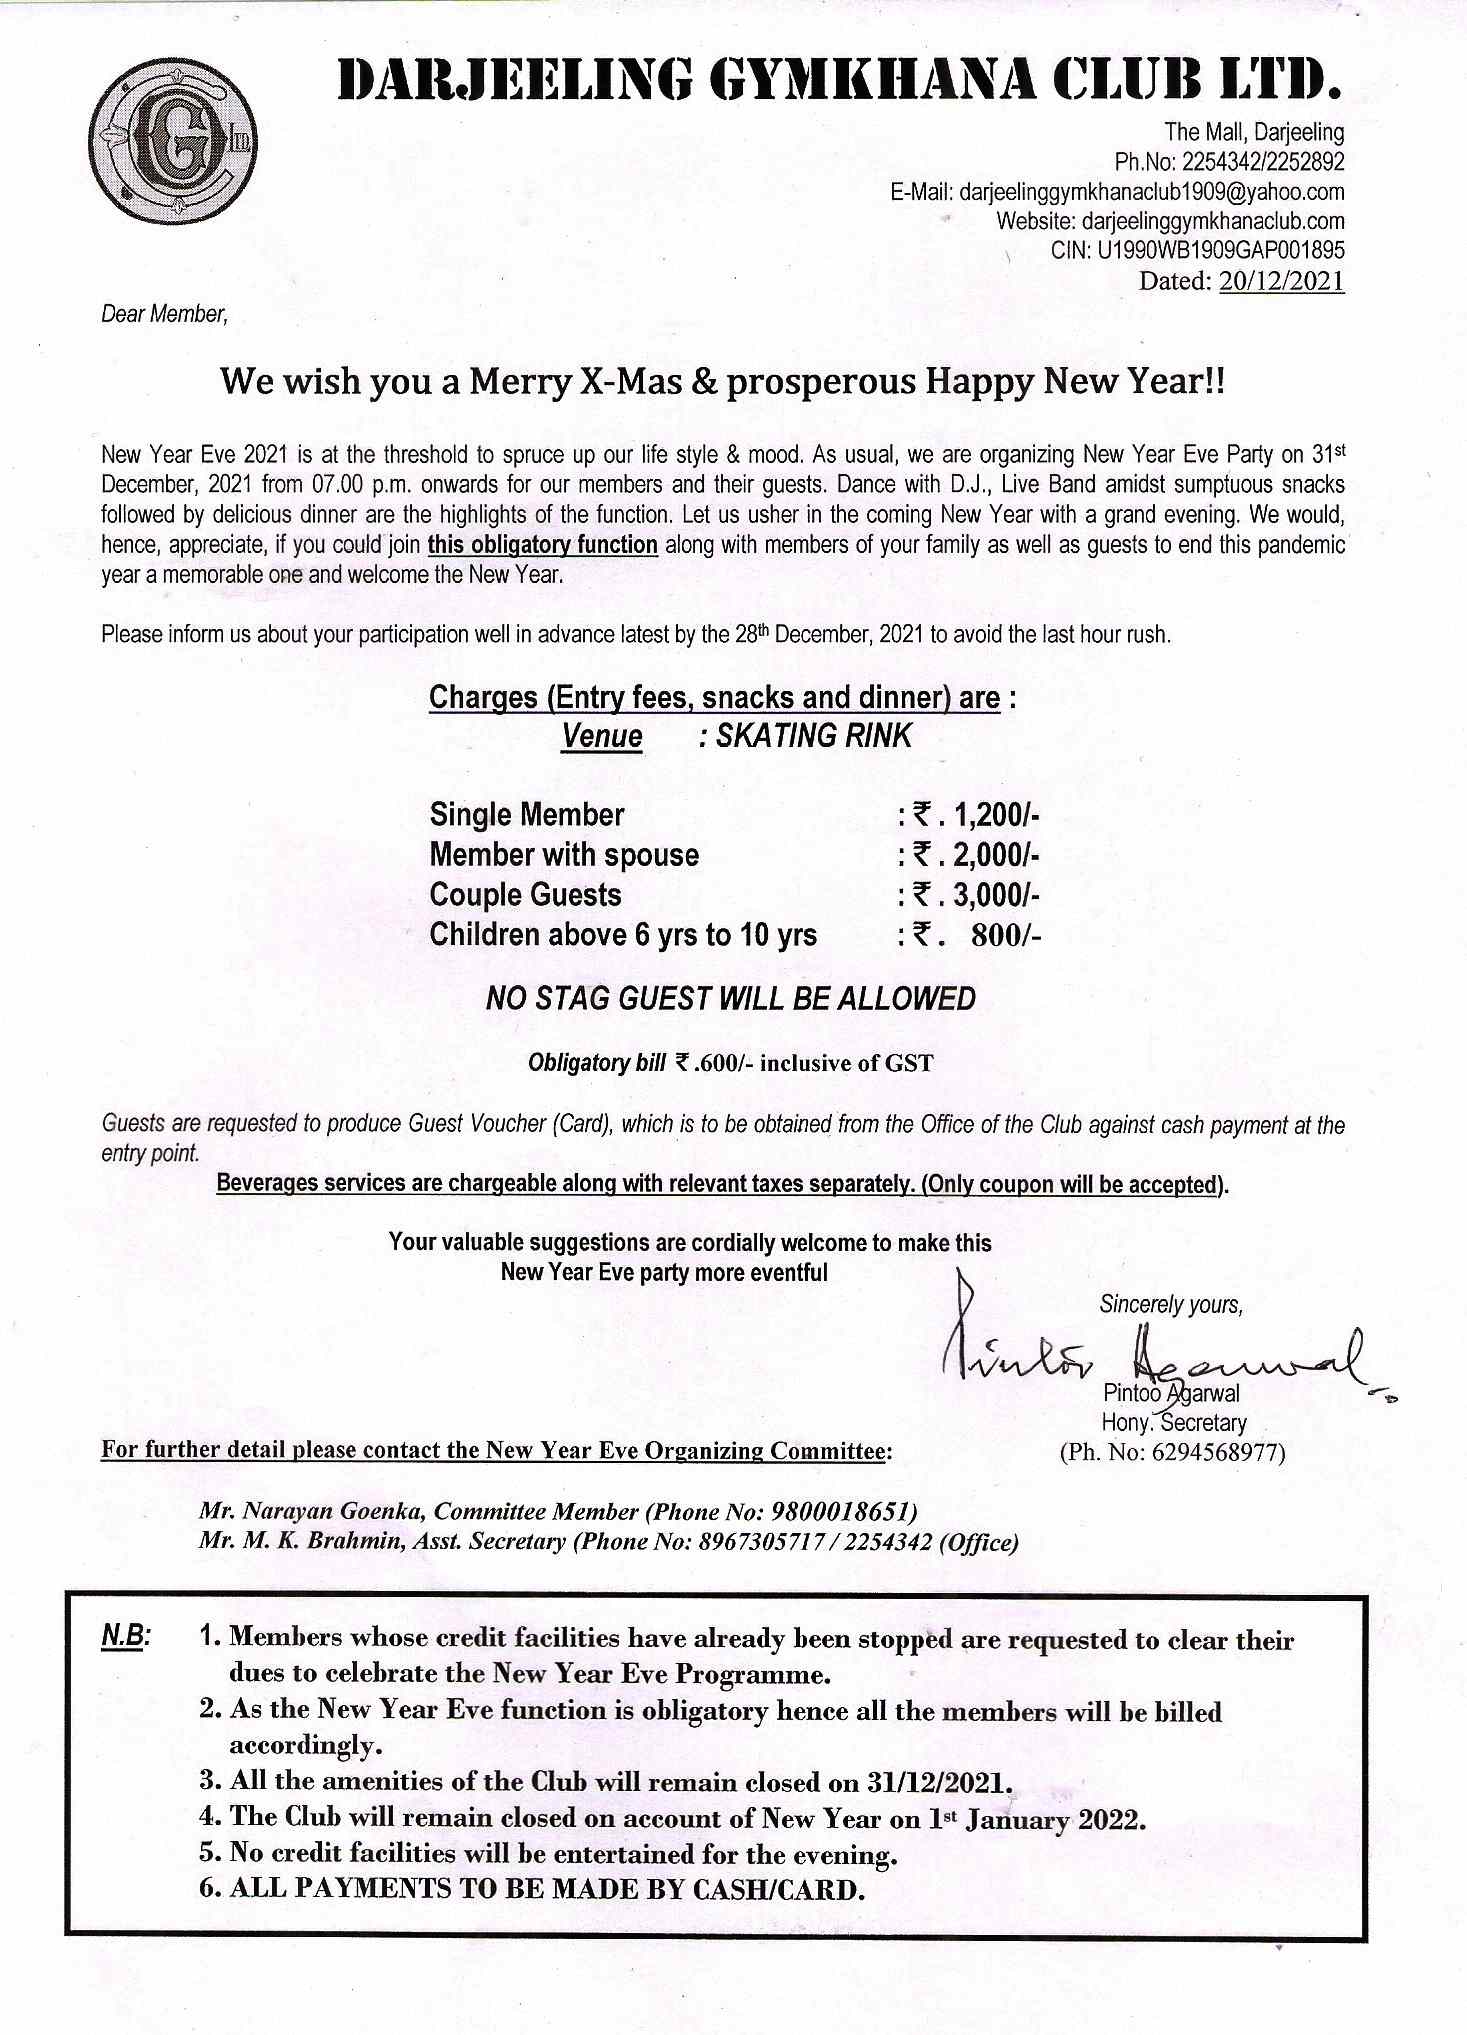 DARJEELING GYMKHANA CLUB LTD.
LTD.
The Mall, Darjeeling
Ph.No: 2254342/2252892
E-Mail: darjeelinggymkhanaclub1909@yahoo.com
Website: darjeelinggymkhanaclub.com
CIN: U1990WB1909GAP001895
Dated: 20/12/2021
Dear Member,
We wish you a Merry X-Mas & prosperous Happy New Year!!
New Year Eve 2021 is at the threshold to spruce up our life style & mood. As usual, we are organizing New Year Eve Party on 31st
December, 2021 from 07.00 p.m. onwards for our members and their guests. Dance with D.J., Live Band amidst sumptuous snacks
followed by delicious dinner are the highlights of the function. Let us usher in the coming New Year with a grand evening. We would,
hence, appreciate, if you could join this obligatory function along with members of your family as well as guests to end this pandemic
year a memorable one and welcome the New Year.
Please inform us about your participation well in advance latest by the 28th December, 2021 to avoid the last hour rush.
Charges (Entry fees, snacks and dinner) are :
Venue : SKATING RINK
Single Member : ₹ . 1,200/-
Member with spouse : ₹ . 2,000/-
Couple Guests : ₹ . 3,000/-
Children above 6 yrs to 10 yrs : ₹ . 800/-
NO STAG GUEST WILL BE ALLOWED
Obligatory bill ₹ .600/- inclusive of GST
Guests are requested to produce Guest Voucher (Card), which is to be obtained from the Office of the Club against cash payment at the
entry point.
Beverages services are chargeable along with relevant taxes separately. (Only coupon will be accepted).
Your valuable suggestions are cordially welcome to make this
New Year Eve party more eventful
Sincerely yours,
Pintoo Agarwal
Pintoo Agarwal
Hony. Secretary
(Ph. No: 6294568977)
For further detail please contact the New Year Eve Organizing Committee:
Mr. Narayan Goenka, Committee Member (Phone No: 9800018651)
Mr. M. K. Brahmin, Asst. Secretary (Phone No: 8967305717 / 2254342 (Office)
N.B: 1. Members whose credit facilities have already been stopped are requested to clear their
dues to celebrate the New Year Eve Programme.
2. As the New Year Eve function is obligatory hence all the members will be billed
accordingly.
3. All the amenities of the Club will remain closed on 31/12/2021.
4. The Club will remain closed on account of New Year on 1st January 2022.
5. No credit facilities will be entertained for the evening.
6. ALL PAYMENTS TO BE MADE BY CASH/CARD.